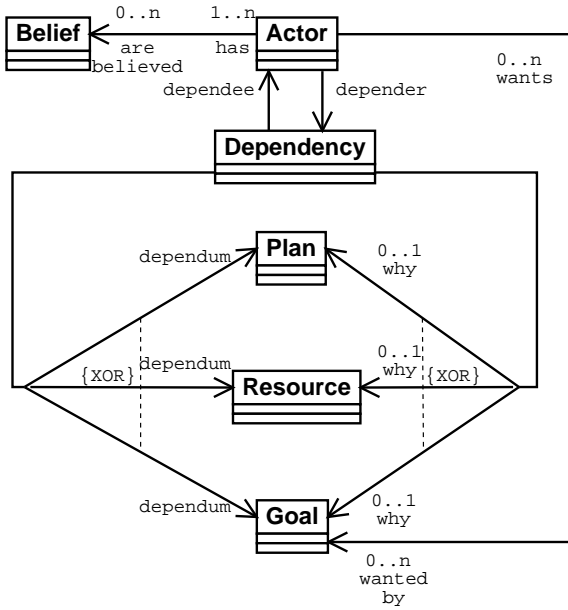 0..n
1..n
Belief
Actor
are
believed
has
0..n
wants
dependee
depender
Dependency
dependum
Plan
0..1
why
{XOR}
dependum
Resource
0..1
why
{XOR}
dependum
Goal
0..1
why
0..n
wanted
by